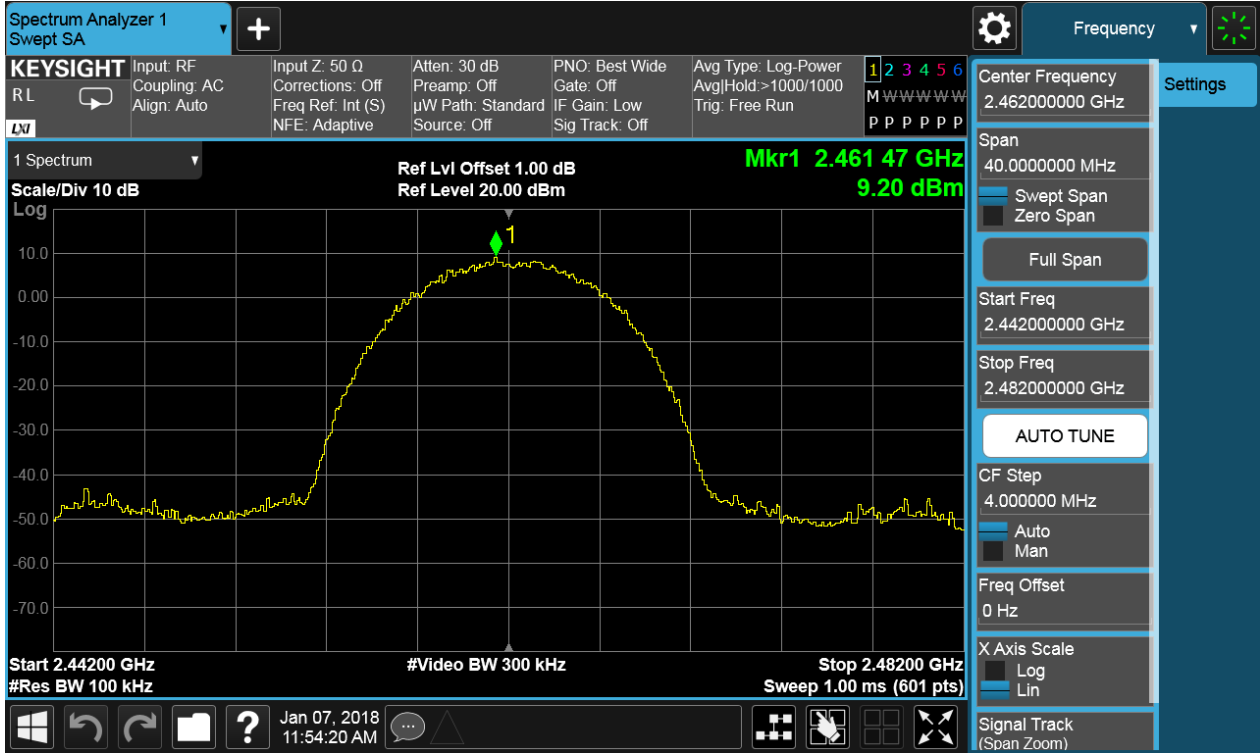 Spectrum Analyzer 1
Swept SA
Frequency
KEYSIGHT
RL
LXI
Input: RF
Coupling: AC
Align: Auto
Input Z: 50 Ω
Corrections: Off
Freq Ref: Int (S)
NFE: Adaptive
Atten: 30 dB
Preamp: Off
µW Path: Standard
Source: Off
PNO: Best Wide
Gate: Off
IF Gain: Low
Sig Track: Off
Avg Type: Log-Power
Avg|Hold:>1000/1000
Trig: Free Run
1 2 3 4 5 6
M W W W W W
P P P P P P
1 Spectrum
Scale/Div 10 dB
Log
Ref Lvl Offset 1.00 dB
Ref Level 20.00 dBm
Mkr1 2.461 47 GHz
9.20 dBm
1
10.0
0.00
-10.0
-20.0
-30.0
-40.0
-50.0
-60.0
-70.0
Start 2.44200 GHz
#Res BW 100 kHz
#Video BW 300 kHz
Stop 2.48200 GHz
Sweep 1.00 ms (601 pts)
Center Frequency
2.462000000 GHz
Span
40.0000000 MHz
Swept Span
Zero Span
Full Span
Start Freq
2.442000000 GHz
Stop Freq
2.482000000 GHz
AUTO TUNE
CF Step
4.000000 MHz
Auto
Man
Freq Offset
0 Hz
X Axis Scale
Log
Lin
Signal Track
(Span Zoom)
Settings
?
Jan 07, 2018
11:54:20 AM